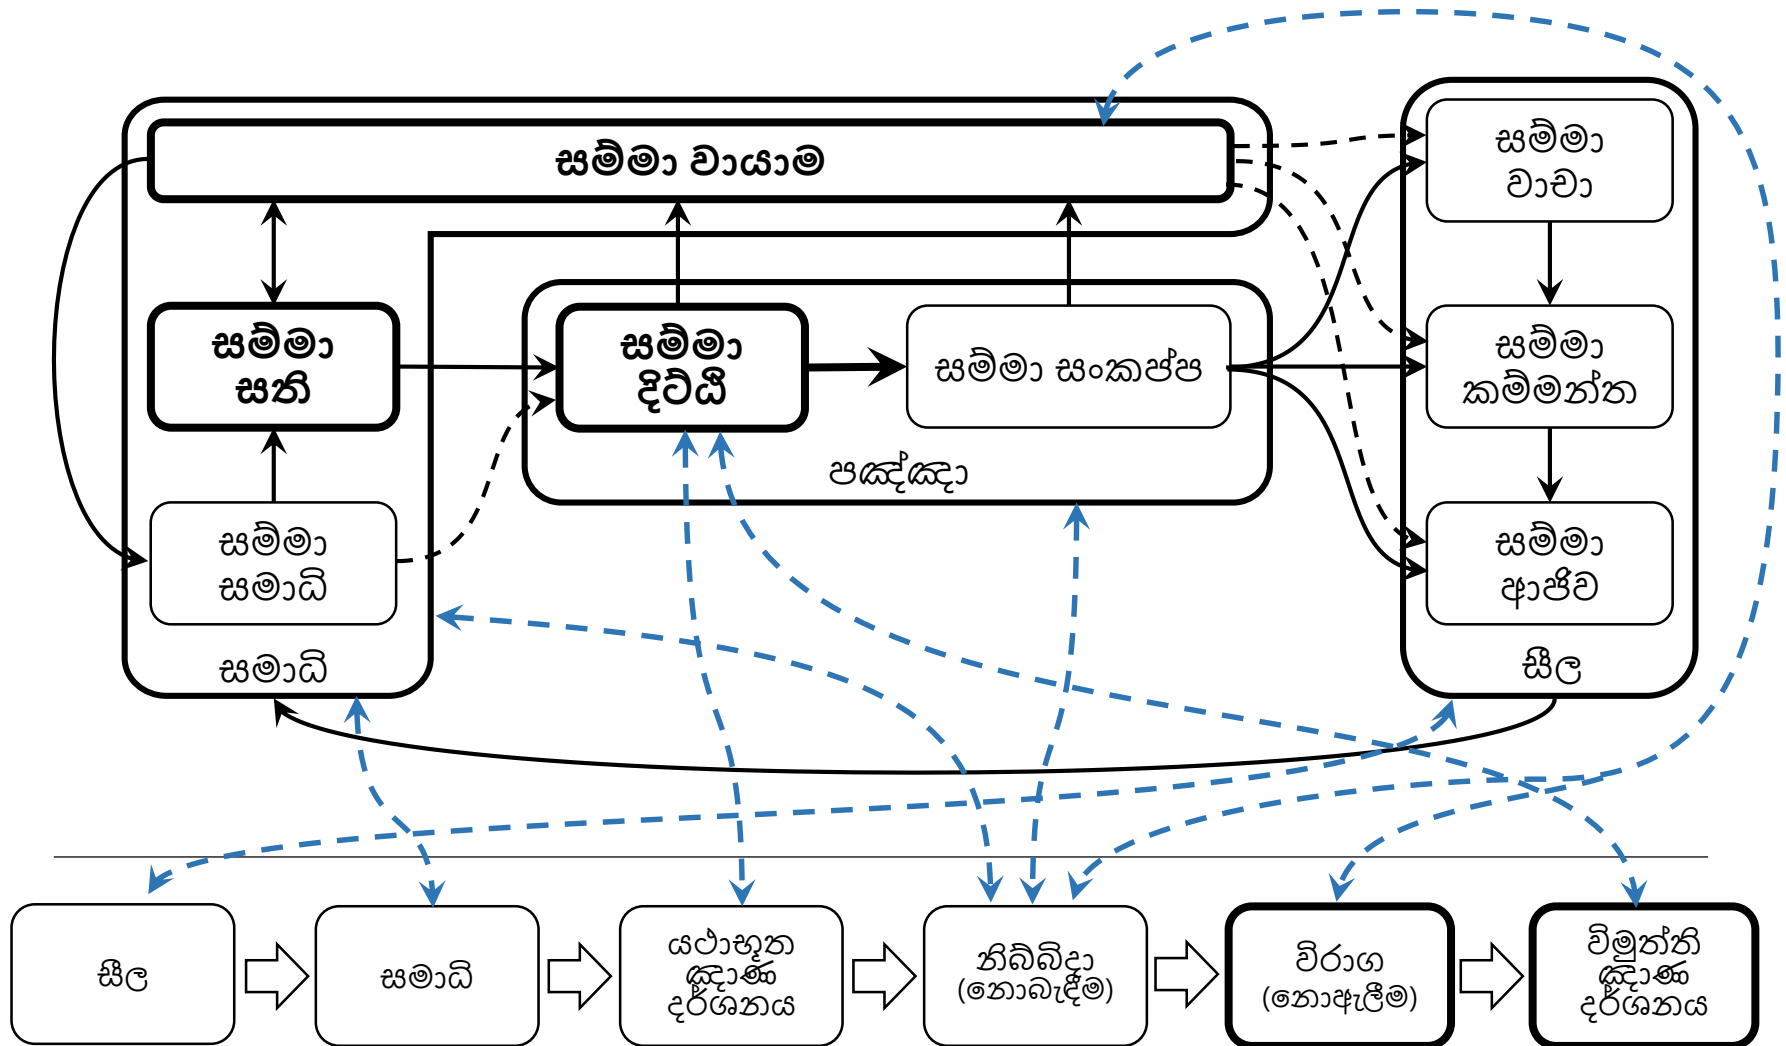 සම්මා වායාම
සම්මා
වාචා
සම්මා
සති
සම්මා
දිට්ඨි
සම්මා සංකප්ප
සම්මා
කම්මන්ත
පඤ්ඤා
සම්මා
සමාධි
සම්මා
ආජිව
සමාධි
සීල
සීල
සමාධි
යථාභූත
ඤාණ
දර්ශනය
නිබ්බිදා
(නොබැඳීම)
විරාග
(නොඇලීම)
විමුත්ති
ඤාණ
දර්ශනය